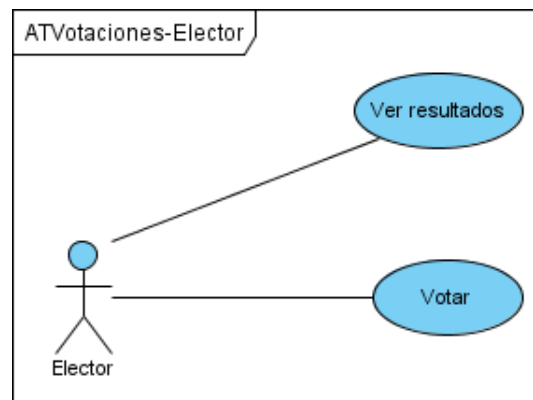 ATVotaciones-Elector
Ver resultados
Votar
Elector